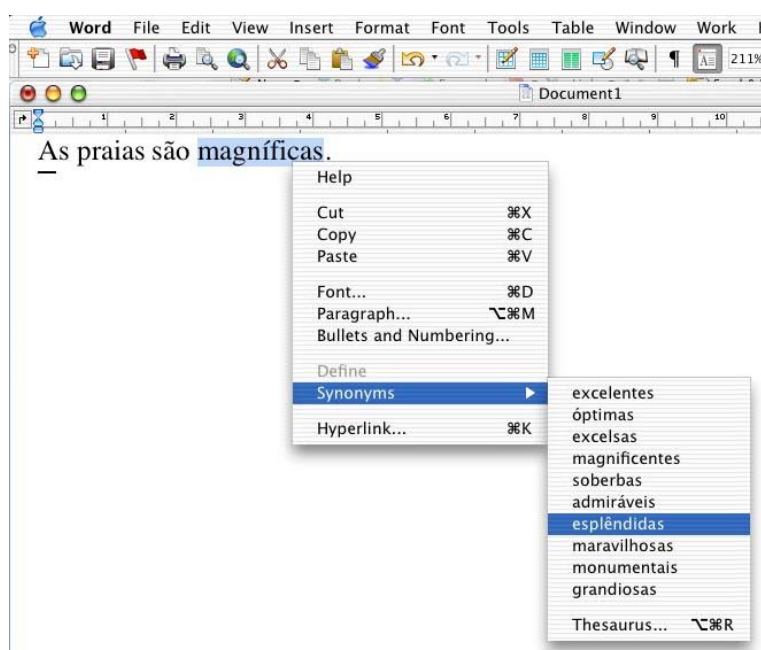 Word File Edit View Insert Format Font Tools Table Window Work
211%
Document1
1 2 3 4 5 6 7 8 9 10
As praias são magníficas.
Help
Cut ⌘X
Copy ⌘C
Paste ⌘V
Font... ⌘D
Paragraph... ⌥⌘M
Bullets and Numbering...
Define
Synonyms
Hyperlink... ⌘K
excelentes
óptimas
excelsas
magnificentes
soberbas
admiráveis
esplêndidas
maravilhosas
monumentais
grandiosas
Thesaurus... ⌥⌘R